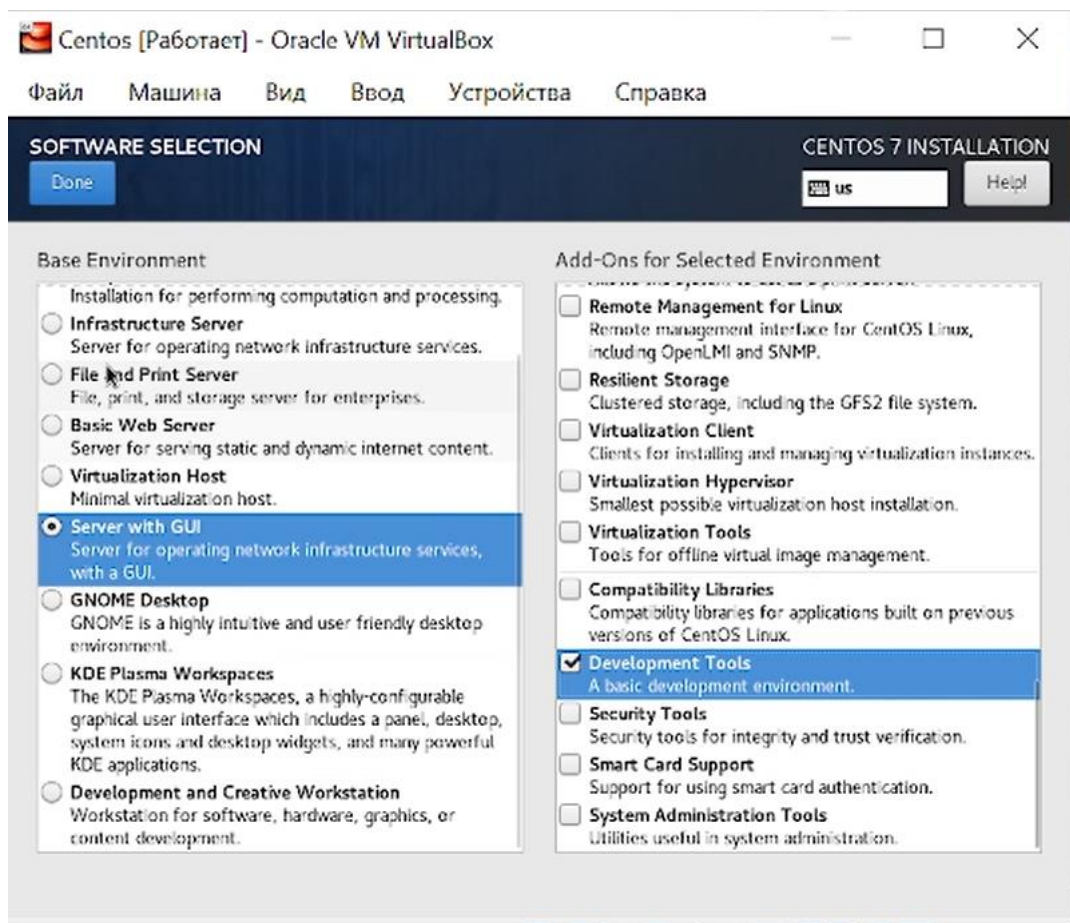 Centos [Работает] - Oracle VM VirtualBox
Файл Машина Вид Ввод Устройства Справка
SOFTWARE SELECTION
CENTOS 7 INSTALLATION
Done
us
Help!
Base Environment
Installation for performing computation and processing.
Infrastructure Server
Server for operating network infrastructure services.
File and Print Server
File, print, and storage server for enterprises.
Basic Web Server
Server for serving static and dynamic internet content.
Virtualization Host
Minimal virtualization host.
Server with GUI
Server for operating network infrastructure services,
with a GUI.
GNOME Desktop
GNOME is a highly intuitive and user friendly desktop
environment.
KDE Plasma Workspaces
The KDE Plasma Workspaces, a highly-configurable
graphical user interface which includes a panel, desktop,
system icons and desktop widgets, and many powerful
KDE applications.
Development and Creative Workstation
Workstation for software, hardware, graphics, or
content development.
Add-Ons for Selected Environment
Remote Management for Linux
Remote management interface for CentOS Linux,
including OpenLMI and SNMP.
Resilient Storage
Clustered storage, including the GFS2 file system.
Virtualization Client
Clients for installing and managing virtualization instances.
Virtualization Hypervisor
Smallest possible virtualization host installation.
Virtualization Tools
Tools for offline virtual image management.
Compatibility Libraries
Compatibility libraries for applications built on previous
versions of CentOS Linux.
Development Tools
A basic development environment.
Security Tools
Security tools for integrity and trust verification.
Smart Card Support
Support for using smart card authentication.
System Administration Tools
Utilities useful in system administration.